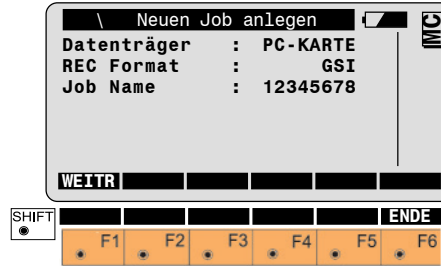 \ Neuen Job anlegen
MC
Datenträger : PC-KARTE
REC Format : GSI
Job Name : 12345678
WEITR
SHIFT
ENDE
F1 F2 F3 F4 F5 F6